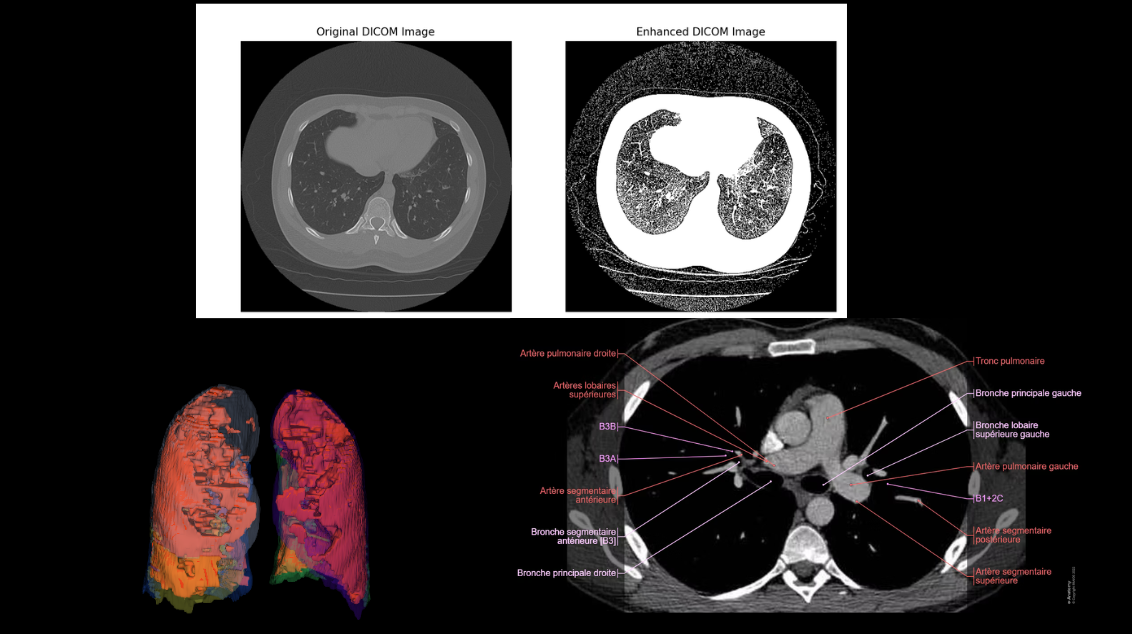 Original DICOM Image
Enhanced DICOM Image
Artère pulmonaire droite
Artères lobaires
supérieures
B3B
B3A
Artère segmentaire
antérieure
Bronche segmentaire
antérieure [B3]
Bronche principale droite
Tronc pulmonaire
Bronche principale gauche
Bronche lobaire
supérieure gauche
Artère pulmonaire gauche
B1+2C
Artère segmentaire
postérieure
Artère segmentaire
supérieure